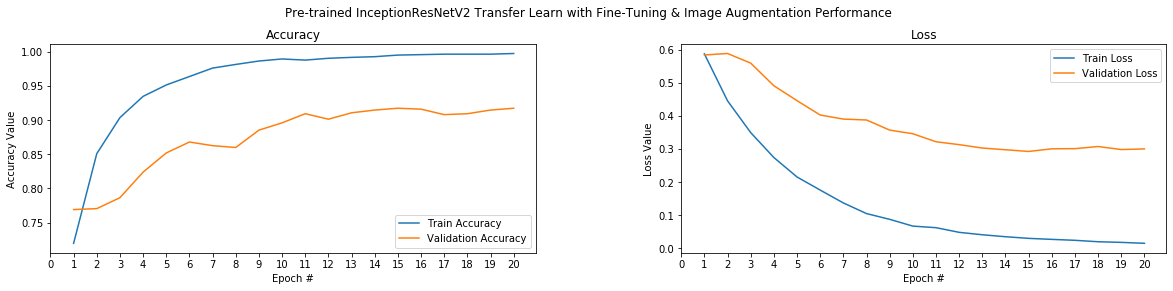 Pre-trained InceptionResNetV2 Transfer Learn with Fine-Tuning & Image Augmentation Performance
Accuracy
1.00
0.95
0.90
0.85
0.80
0.75
Accuracy Value
Train Accuracy
Validation Accuracy
0 1 2 3 4 5 6 7 8 9 10 11 12 13 14 15 16 17 18 19 20
Epoch #
Loss
0.6
0.5
0.4
0.3
0.2
0.1
0.0
Loss Value
Train Loss
Validation Loss
0 1 2 3 4 5 6 7 8 9 10 11 12 13 14 15 16 17 18 19 20
Epoch #